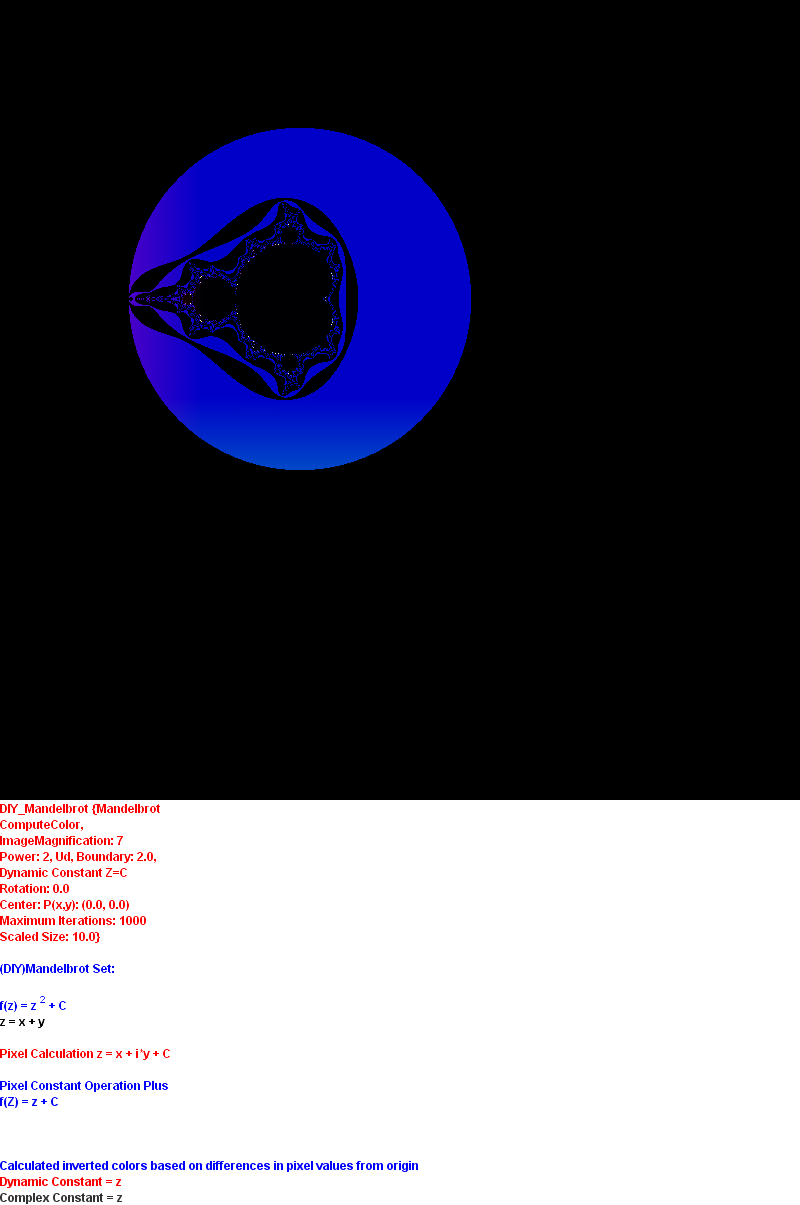 DIY_Mandelbrot {Mandelbrot
ComputeColor,
ImageMagnification: 7
Power: 2, Ud, Boundary: 2.0,
Dynamic Constant Z=C
Rotation: 0.0
Center: P(x,y): (0.0, 0.0)
Maximum Iterations: 1000
Scaled Size: 10.0}
(DIY)Mandelbrot Set:
f(z) = z ² + C
z = x + y
Pixel Calculation z = x + i*y + C
Pixel Constant Operation Plus
f(Z) = z + C
Calculated inverted colors based on differences in pixel values from origin
Dynamic Constant = z
Complex Constant = z